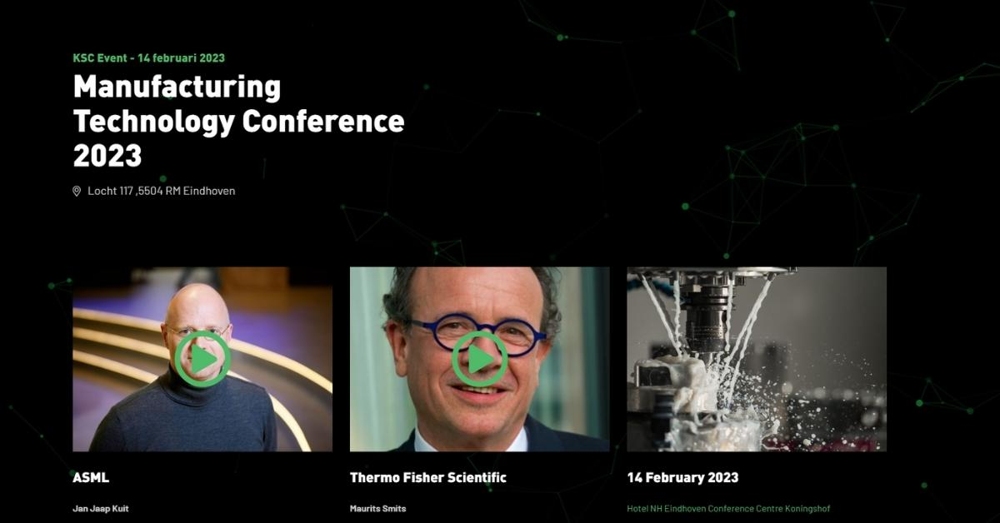 KSC Event - 14 februari 2023
Manufacturing
Technology Conference
2023
Locht 117 ,5504 RM Eindhoven
ASML
Jan Jaap Kuit
Thermo Fisher Scientific
Maurits Smits
14 February 2023
Hotel NH Eindhoven Conference Centre Koningshof